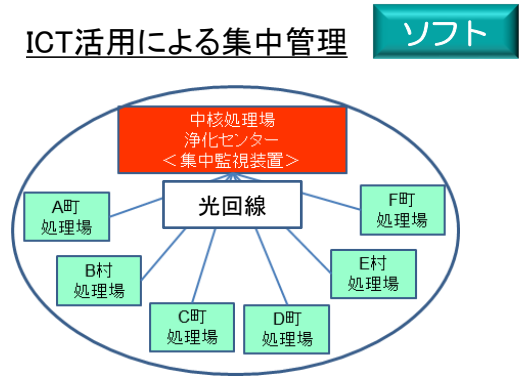 ICT活用による集中管理
ソフト
中核処理場
浄化センター
＜集中監視装置＞
光回線
A町
処理場
B村
処理場
C町
処理場
D町
処理場
E村
処理場
F町
処理場